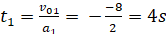 t₁ = v₀₁/a₁ = −(−8)/2 = 4s